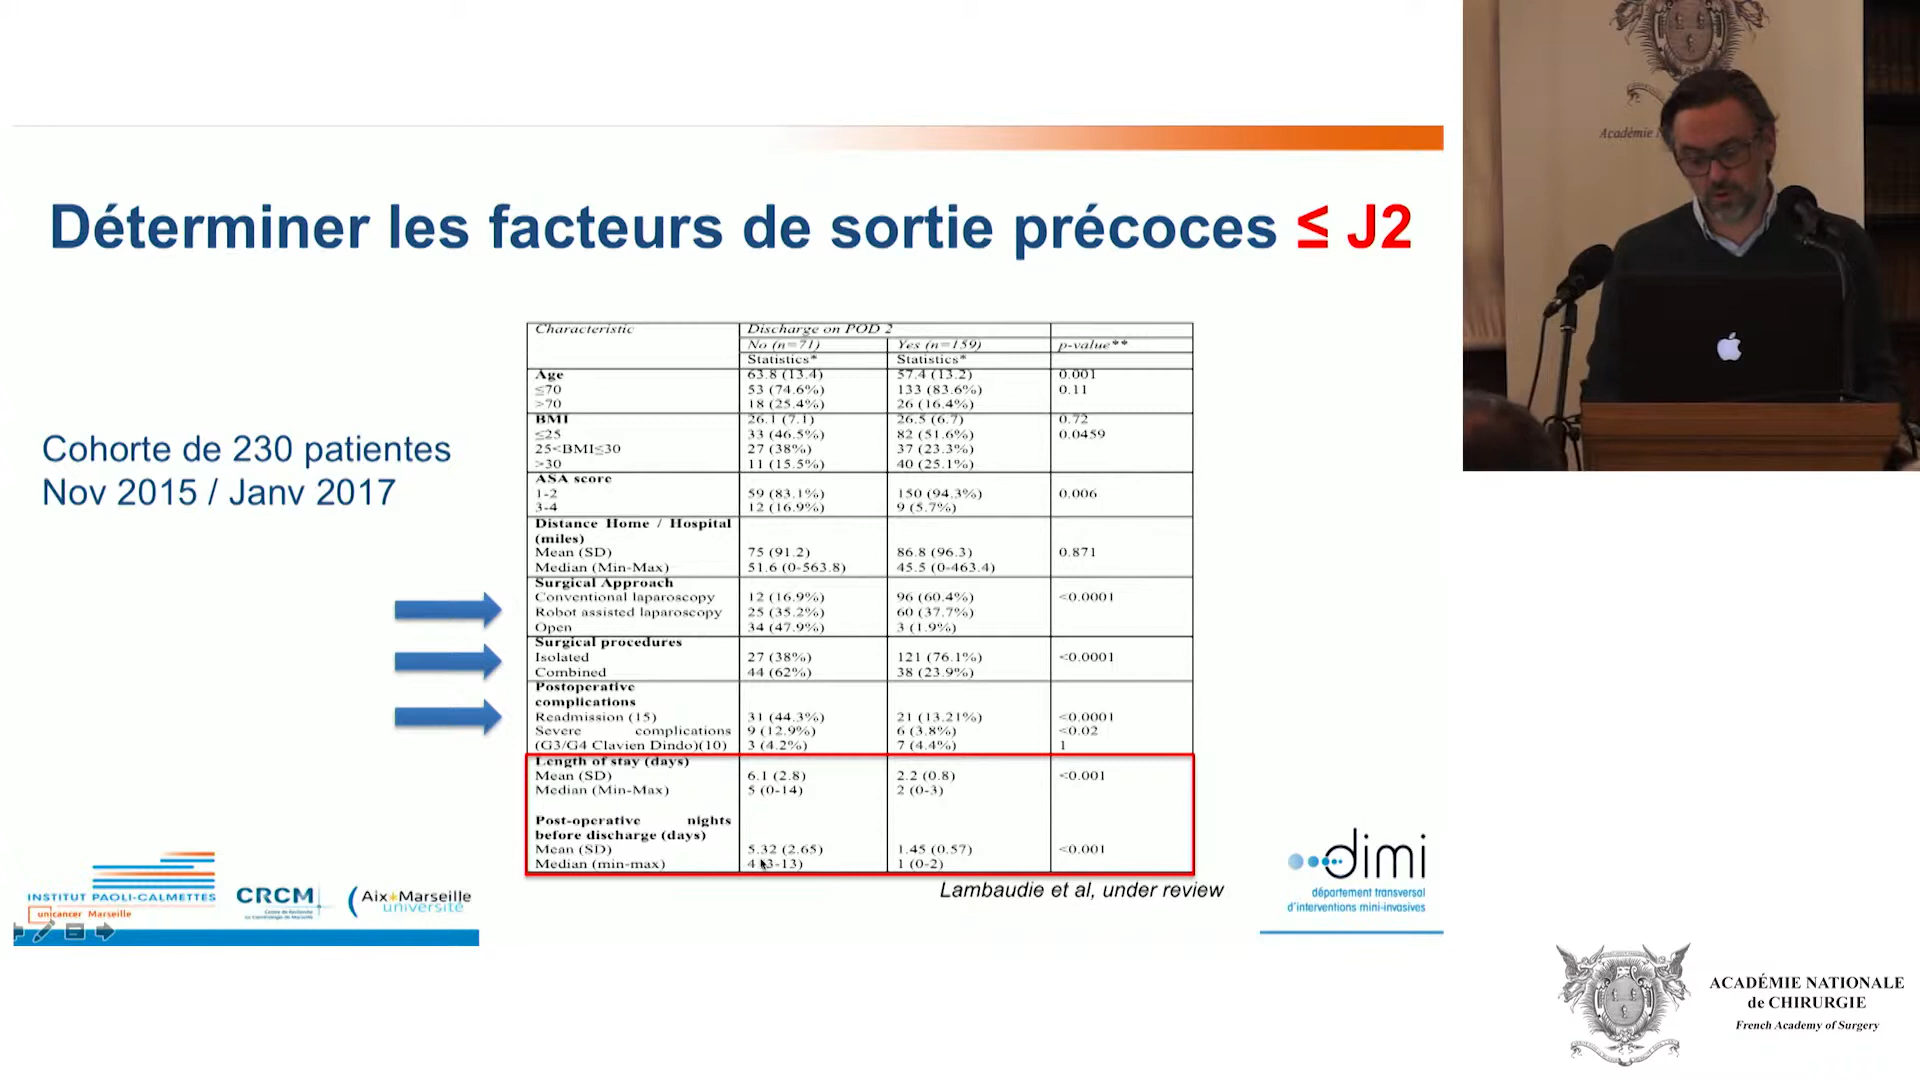 Déterminer les facteurs de sortie précoces ≤ J2
Cohorte de 230 patientes
Nov 2015 / Janv 2017
Characteristic Discharge on POD 2
No (n=71) Yes (n=159) p-value**
Statistics* Statistics*
Age 63.8 (13.4) 57.4 (13.2) 0.001
≤70 53 (74.6%) 133 (83.6%) 0.11
>70 18 (25.4%) 26 (16.4%)
BMI 26.1 (7.1) 26.5 (6.7) 0.72
≤25 33 (46.5%) 82 (51.6%) 0.0459
25<BMI≤30 27 (38%) 37 (23.3%)
>30 11 (15.5%) 40 (25.1%)
ASA score
1-2 59 (83.1%) 150 (94.3%) 0.006
3-4 12 (16.9%) 9 (5.7%)
Distance Home / Hospital
(miles)
Mean (SD) 75 (91.2) 86.8 (96.3) 0.871
Median (Min-Max) 51.6 (0-563.8) 45.5 (0-463.4)
Surgical Approach
Conventional laparoscopy 12 (16.9%) 96 (60.4%) <0.0001
Robot assisted laparoscopy 25 (35.2%) 60 (37.7%)
Open 34 (47.9%) 3 (1.9%)
Surgical procedures
Isolated 27 (38%) 121 (76.1%) <0.0001
Combined 44 (62%) 38 (23.9%)
Postoperative
complications
Readmission (15) 31 (44.3%) 21 (13.21%) <0.0001
Severe complications 9 (12.9%) 6 (3.8%) <0.02
(G3/G4 Clavien Dindo)(10) 3 (4.2%) 7 (4.4%) 1
Length of stay (days)
Mean (SD) 6.1 (2.8) 2.2 (0.8) <0.001
Median (Min-Max) 5 (0-14) 2 (0-3)
Post-operative nights
before discharge (days)
Mean (SD) 5.32 (2.65) 1.45 (0.57) <0.001
Median (min-max) 4 3-13) 1 (0-2)
Lambaudie et al, under review
INSTITUT PAOLI-CALMETTES
unicancer Marseille
CRCM
Aix*Marseille
université
dimi
département transversal
d'interventions mini-invasives
Académie
ACADÉMIE NATIONALE
de CHIRURGIE
French Academy of Surgery